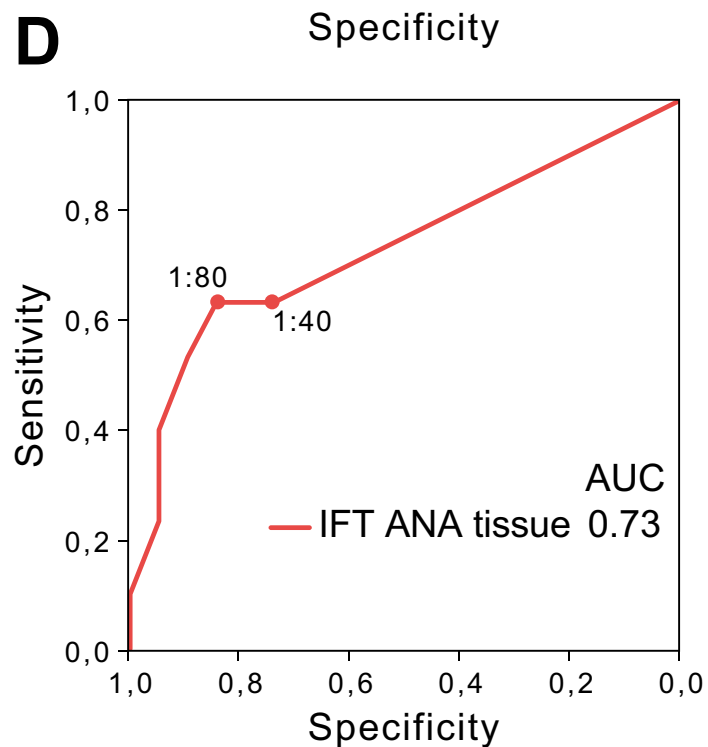 Specificity
D
1,0
0,8
0,6
0,4
0,2
0,0
Sensitivity
1:80
1:40
AUC
IFT ANA tissue 0.73
1,0 0,8 0,6 0,4 0,2 0,0
Specificity